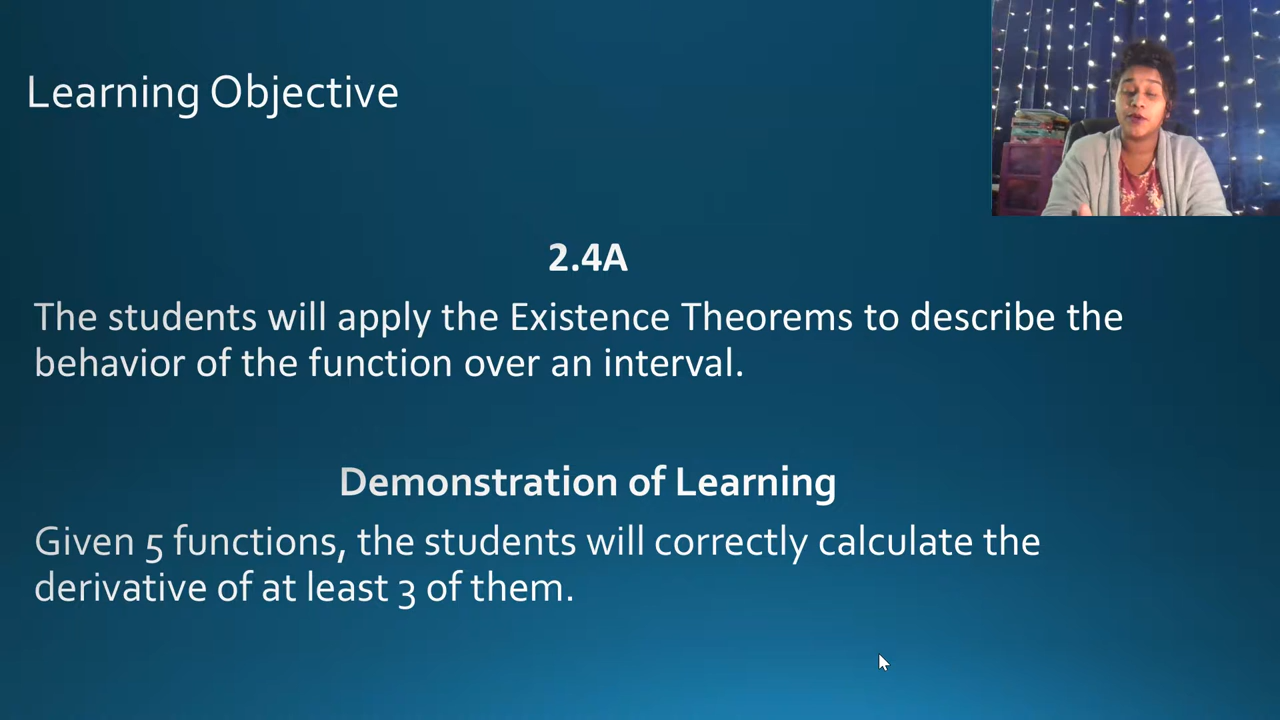 Learning Objective
2.4A
The students will apply the Existence Theorems to describe the
behavior of the function over an interval.
Demonstration of Learning
Given 5 functions, the students will correctly calculate the
derivative of at least 3 of them.